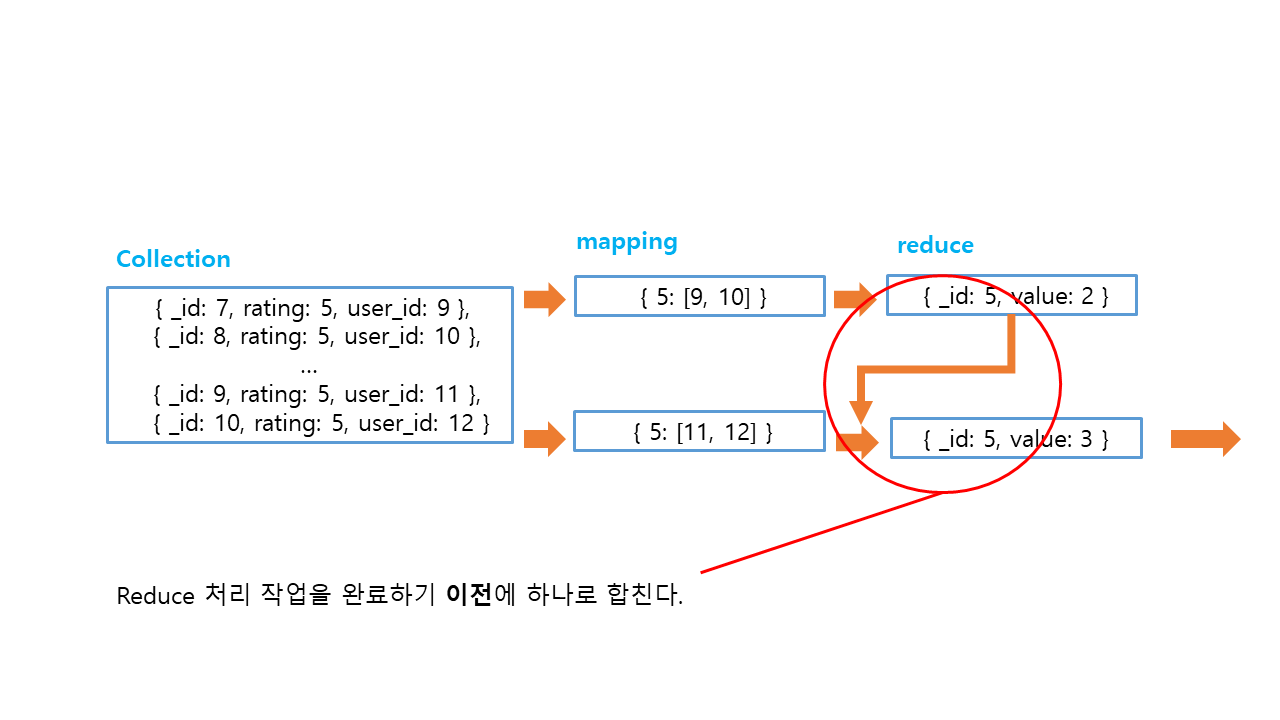 Collection
mapping
reduce
{ _id: 7, rating: 5, user_id: 9 },
{ _id: 8, rating: 5, user_id: 10 },
...
{ _id: 9, rating: 5, user_id: 11 },
{ _id: 10, rating: 5, user_id: 12 }
{ 5: [9, 10] }
{ _id: 5, value: 2 }
{ 5: [11, 12] }
{ _id: 5, value: 3 }
Reduce 처리 작업을 완료하기 이전에 하나로 합친다.